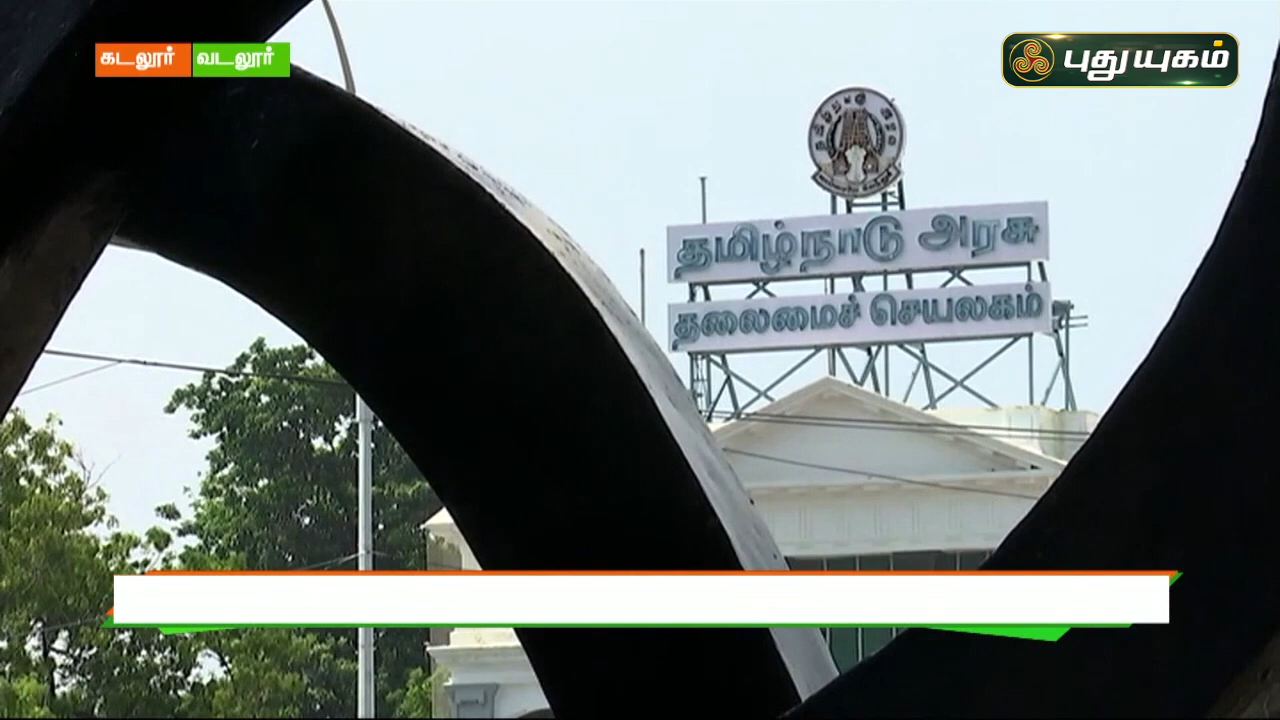 கடலூர் வடலூர்
புதுயுகம்
தமிழ்நாடு அரசு
தலைமைச் செயலகம்